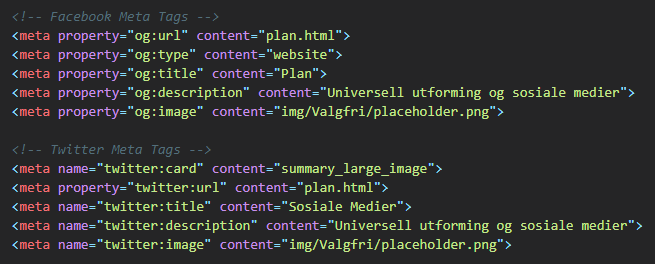 <!-- Facebook Meta Tags -->
<meta property="og:url" content="plan.html">
<meta property="og:type" content="website">
<meta property="og:title" content="Plan">
<meta property="og:description" content="Universell utforming og sosiale medier">
<meta property="og:image" content="img/Valgfri/placeholder.png">
<!-- Twitter Meta Tags -->
<meta name="twitter:card" content="summary_large_image">
<meta property="twitter:url" content="plan.html">
<meta name="twitter:title" content="Sosiale Medier">
<meta name="twitter:description" content="Universell utforming og sosiale medier">
<meta name="twitter:image" content="img/Valgfri/placeholder.png">